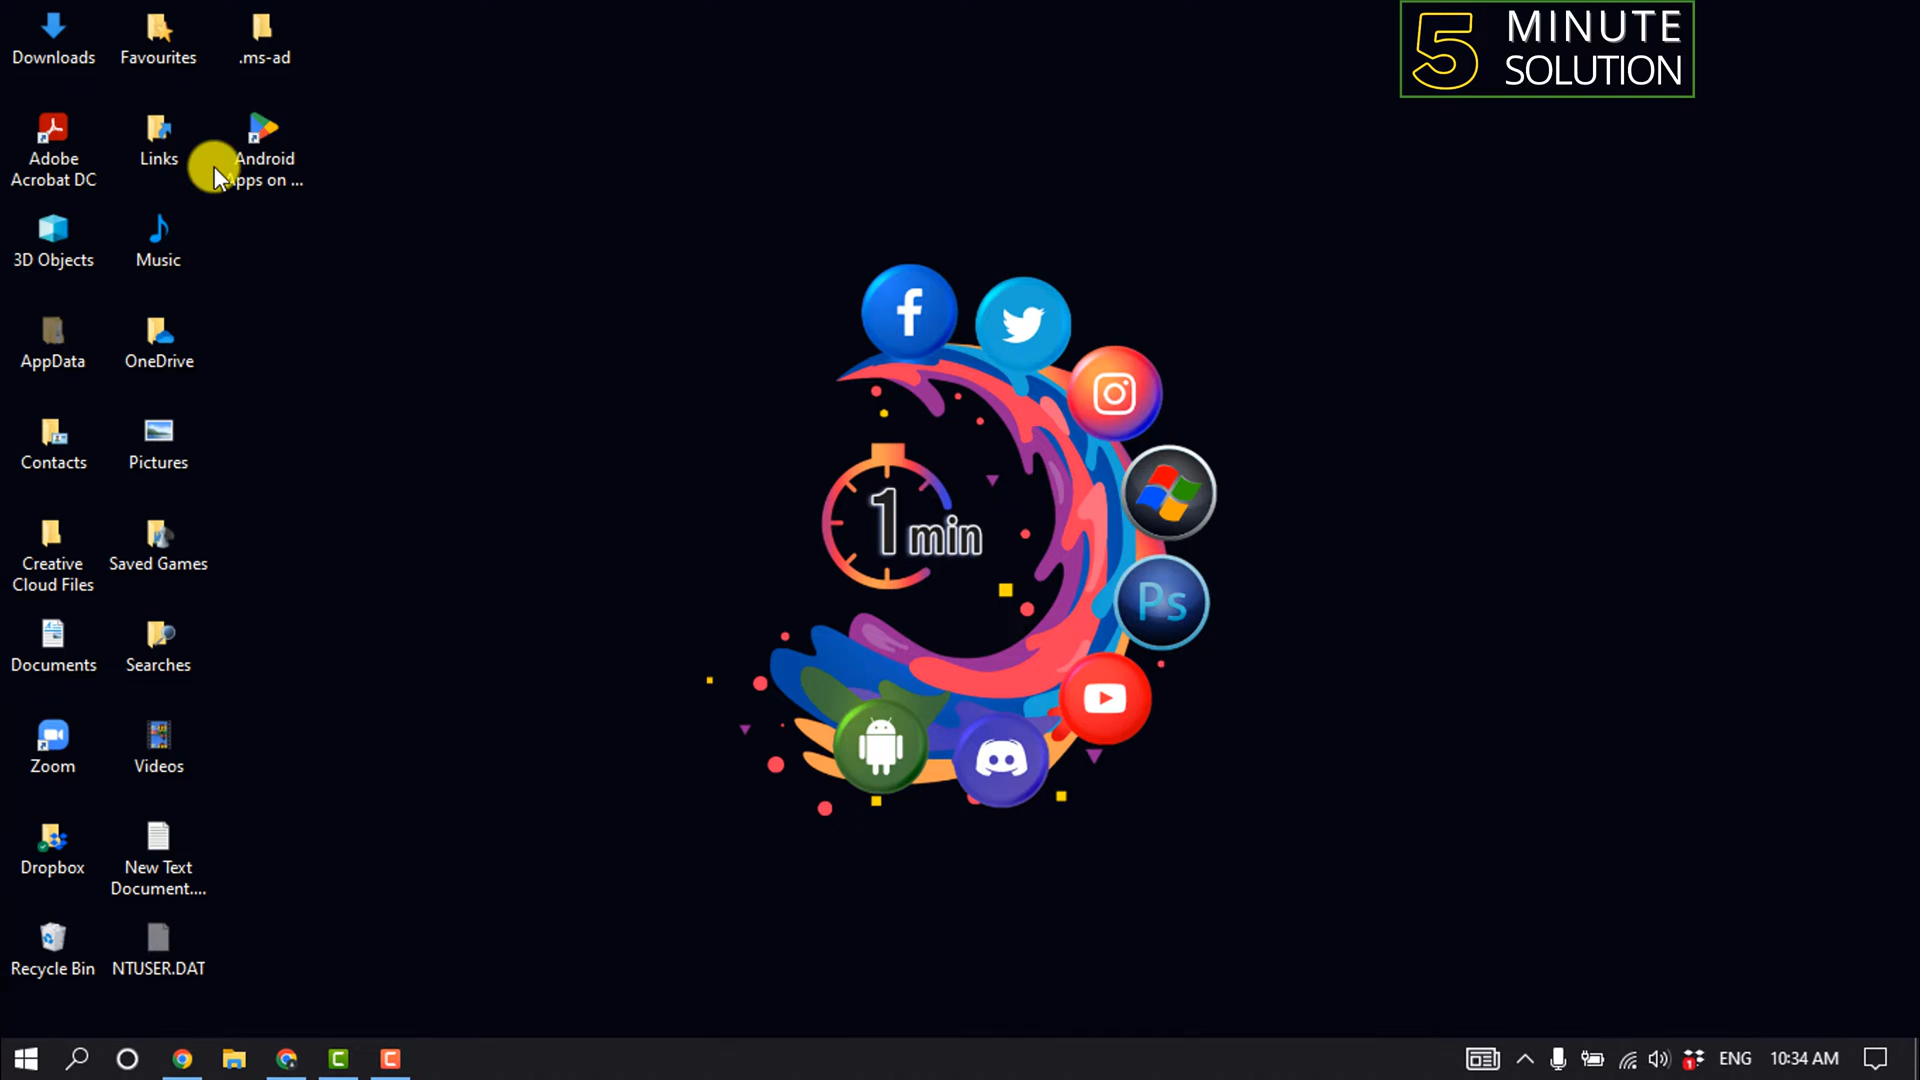 Downloads
Favourites
.ms-ad
5 MINUTE
SOLUTION
Adobe
Acrobat DC
Links
Android
Apps on ...
3D Objects
Music
AppData
OneDrive
Contacts
Pictures
Creative
Cloud Files
Saved Games
Documents
Searches
Zoom
Videos
Dropbox
New Text
Document....
Recycle Bin
NTUSER.DAT
f
1 min
Ps
C
C
1
ENG
10:34 AM